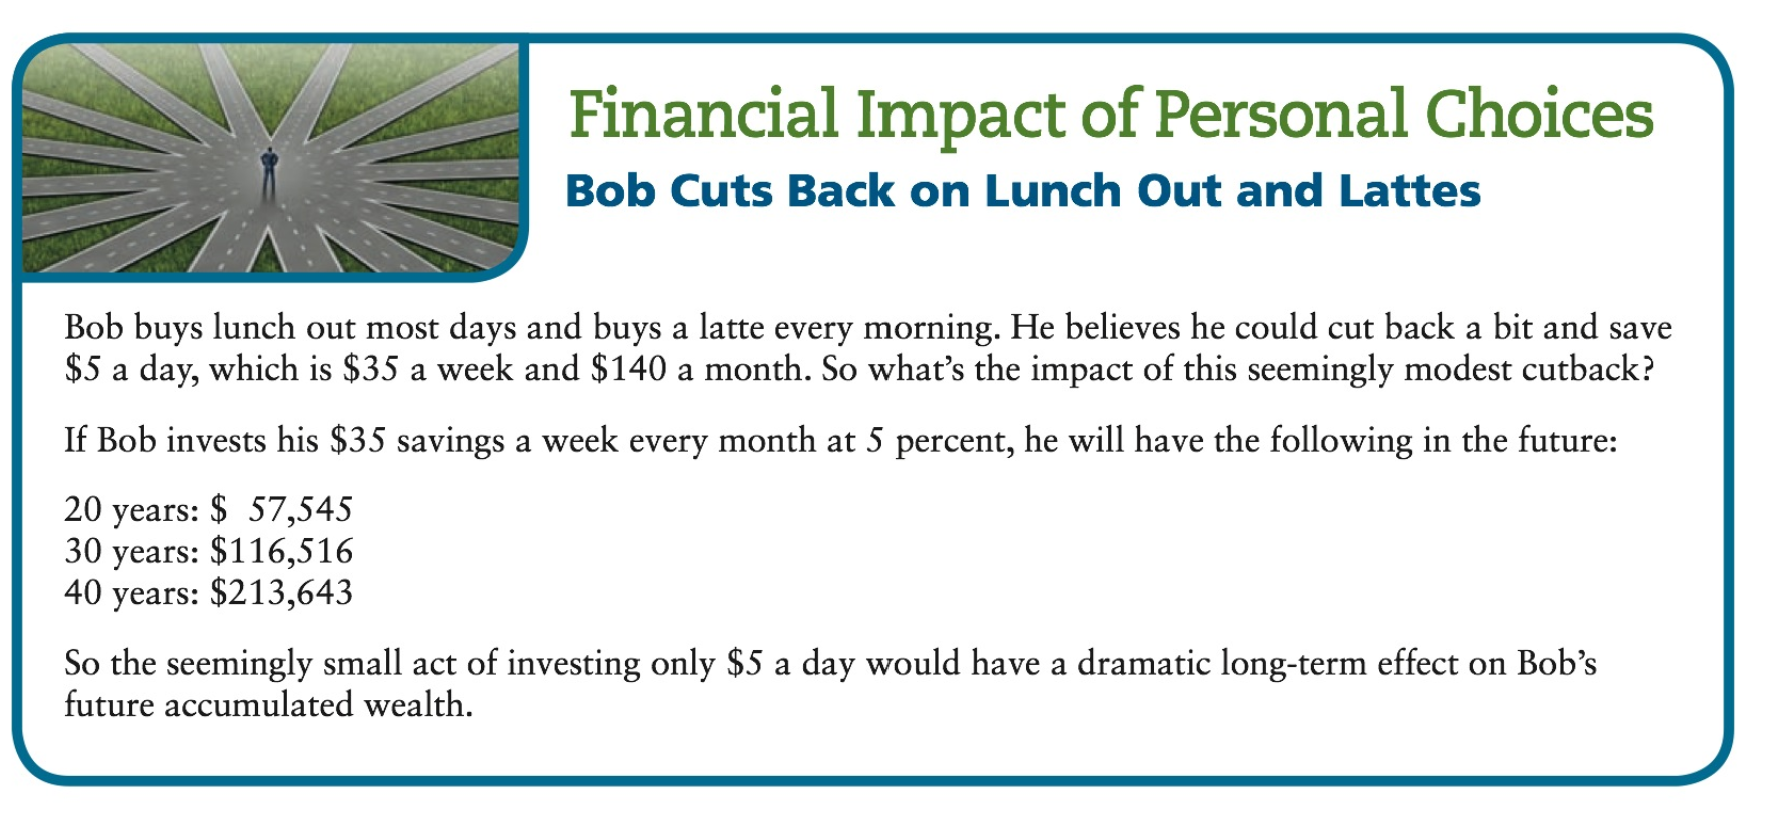 Financial Impact of Personal Choices
Bob Cuts Back on Lunch Out and Lattes
Bob buys lunch out most days and buys a latte every morning. He believes he could cut back a bit and save
$5 a day, which is $35 a week and $140 a month. So what’s the impact of this seemingly modest cutback?
If Bob invests his $35 savings a week every month at 5 percent, he will have the following in the future:
20 years: $ 57,545
30 years: $116,516
40 years: $213,643
So the seemingly small act of investing only $5 a day would have a dramatic long-term effect on Bob’s
future accumulated wealth.